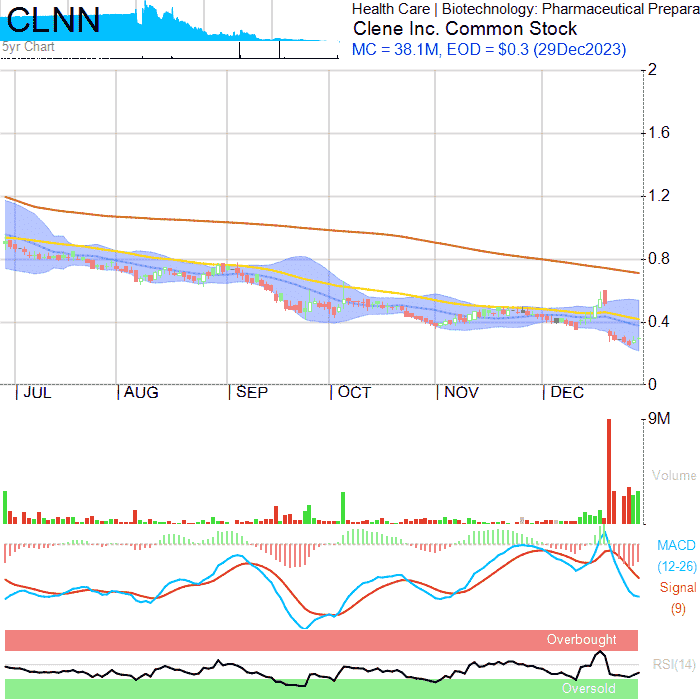 CLNN
Health Care | Biotechnology: Pharmaceutical Prepara
Clene Inc. Common Stock
5yr Chart
MC = 38.1M, EOD = $0.3 (29Dec2023)
2
1.6
1.2
0.8
0.4
0
JUL AUG SEP OCT NOV DEC
9M
Volume
MACD
(12-26)
Signal
(9)
Overbought
RSI(14)
Oversold